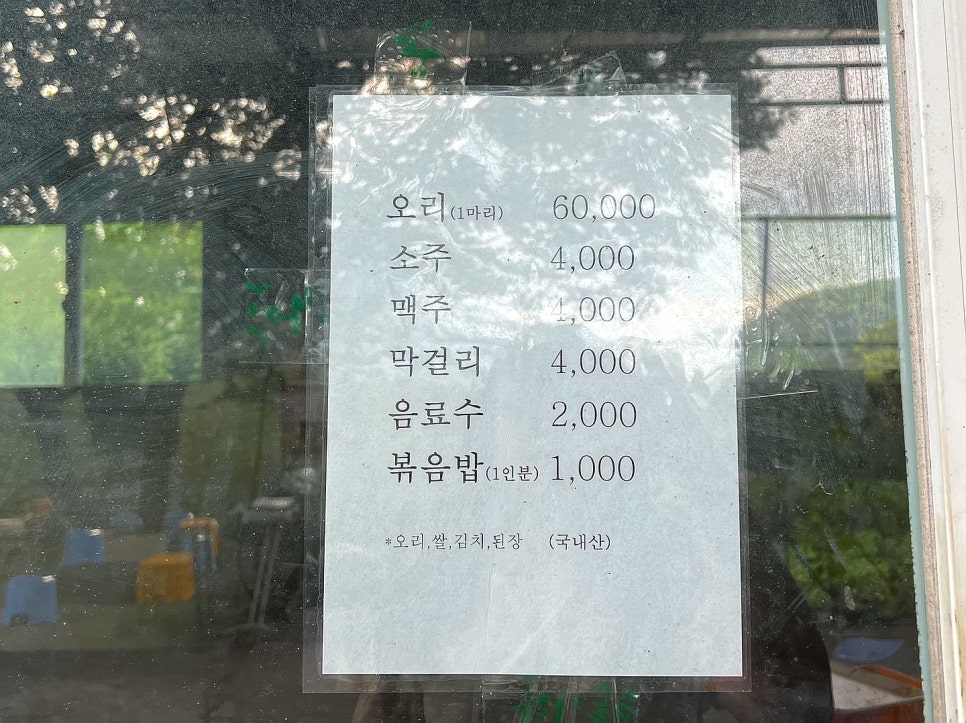 오리(1마리) 60,000
소주 4,000
맥주 4,000
막걸리 4,000
음료수 2,000
볶음밥(1인분) 1,000
*오리,쌀,김치,된장 (국내산)